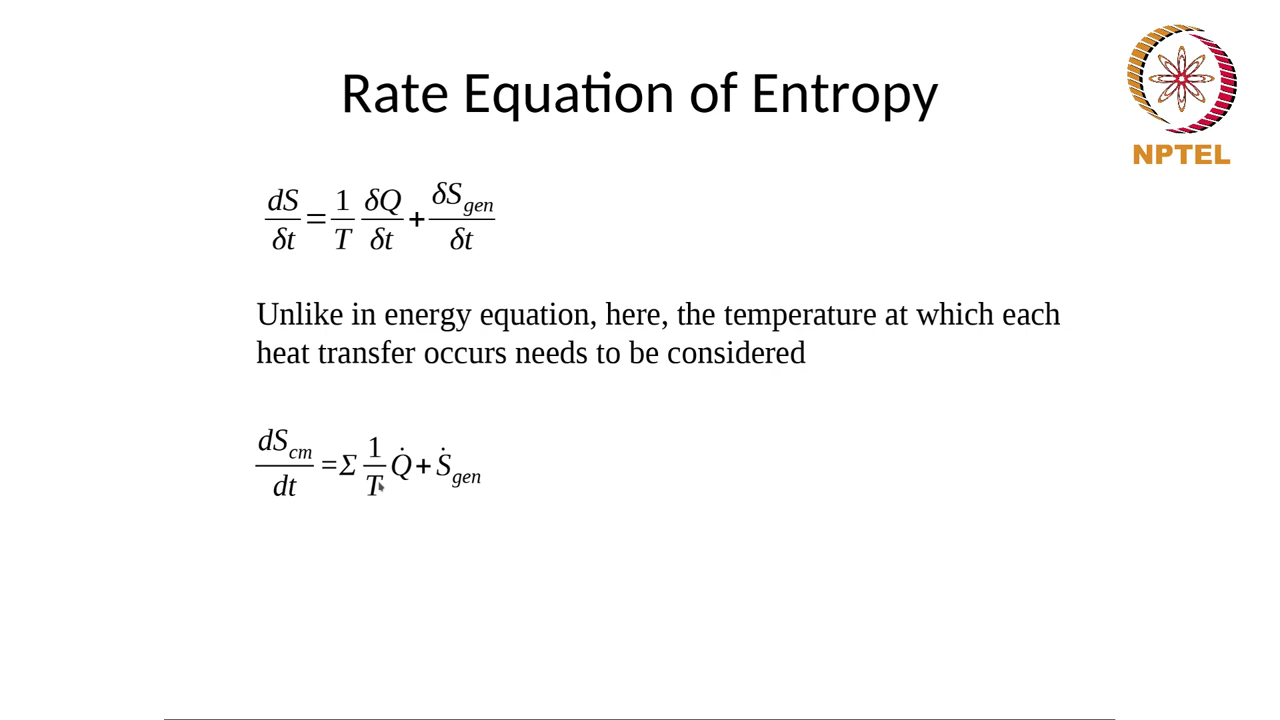 Rate Equation of Entropy
NPTEL
dS/δt = 1/T δQ/δt + δS_gen/δt
Unlike in energy equation, here, the temperature at which each
heat transfer occurs needs to be considered
dS_cm/dt = Σ 1/T Q̇ + Ṡ_gen